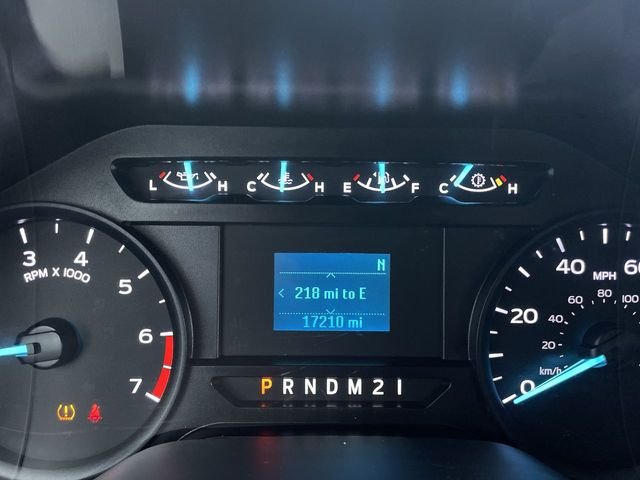 L H C H E F C H
3 4 5 6 7
RPM X 1000
N
< 218 mi to E
17210 mi
P R N D M 2 1
0 20 40 60
MPH
20 40 60 80 100
km/h